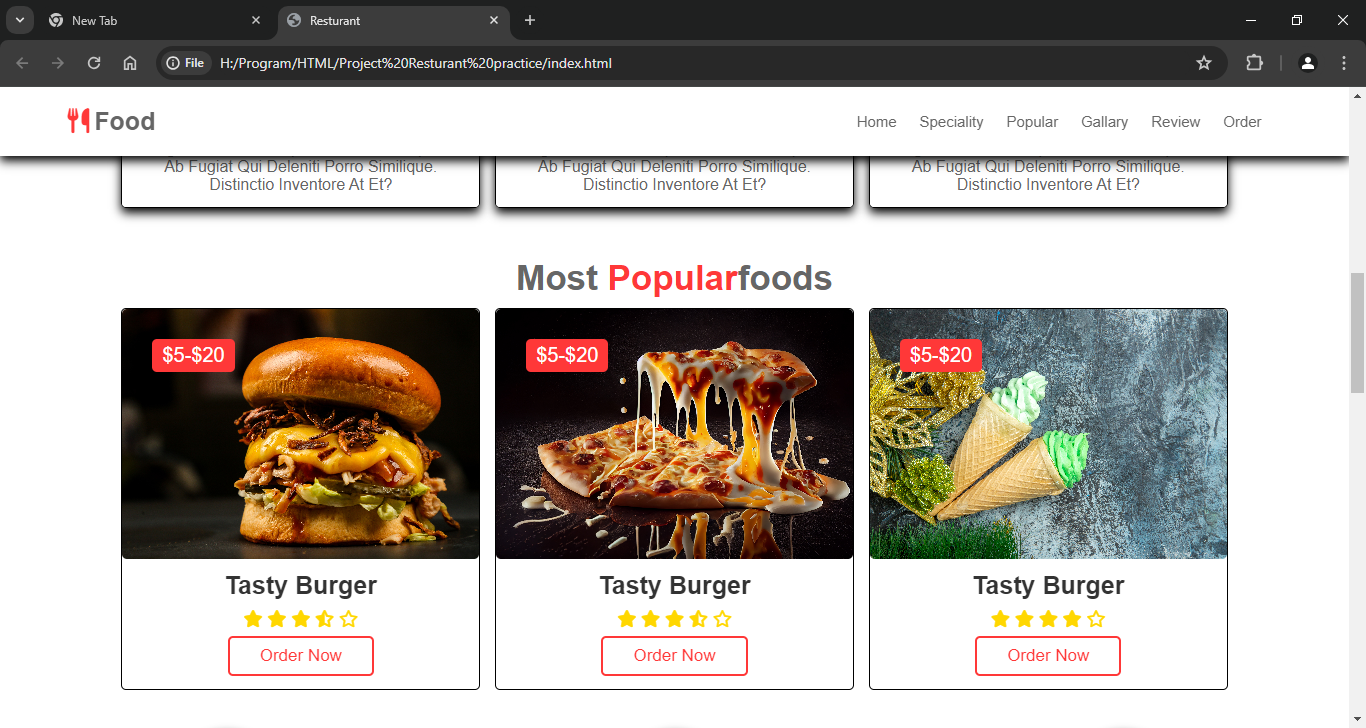 New Tab
Resturant
File
H:/Program/HTML/Project%20Resturant%20practice/index.html
Food
Home Speciality Popular Gallary Review Order
Ab Fugiat Qui Deleniti Porro Similique. Ab Fugiat Qui Deleniti Porro Similique. Ab Fugiat Qui Deleniti Porro Similique.
Distinctio Inventore At Et? Distinctio Inventore At Et? Distinctio Inventore At Et?
Most Popularfoods
$5-$20 $5-$20 $5-$20
Tasty Burger Tasty Burger Tasty Burger
Order Now Order Now Order Now